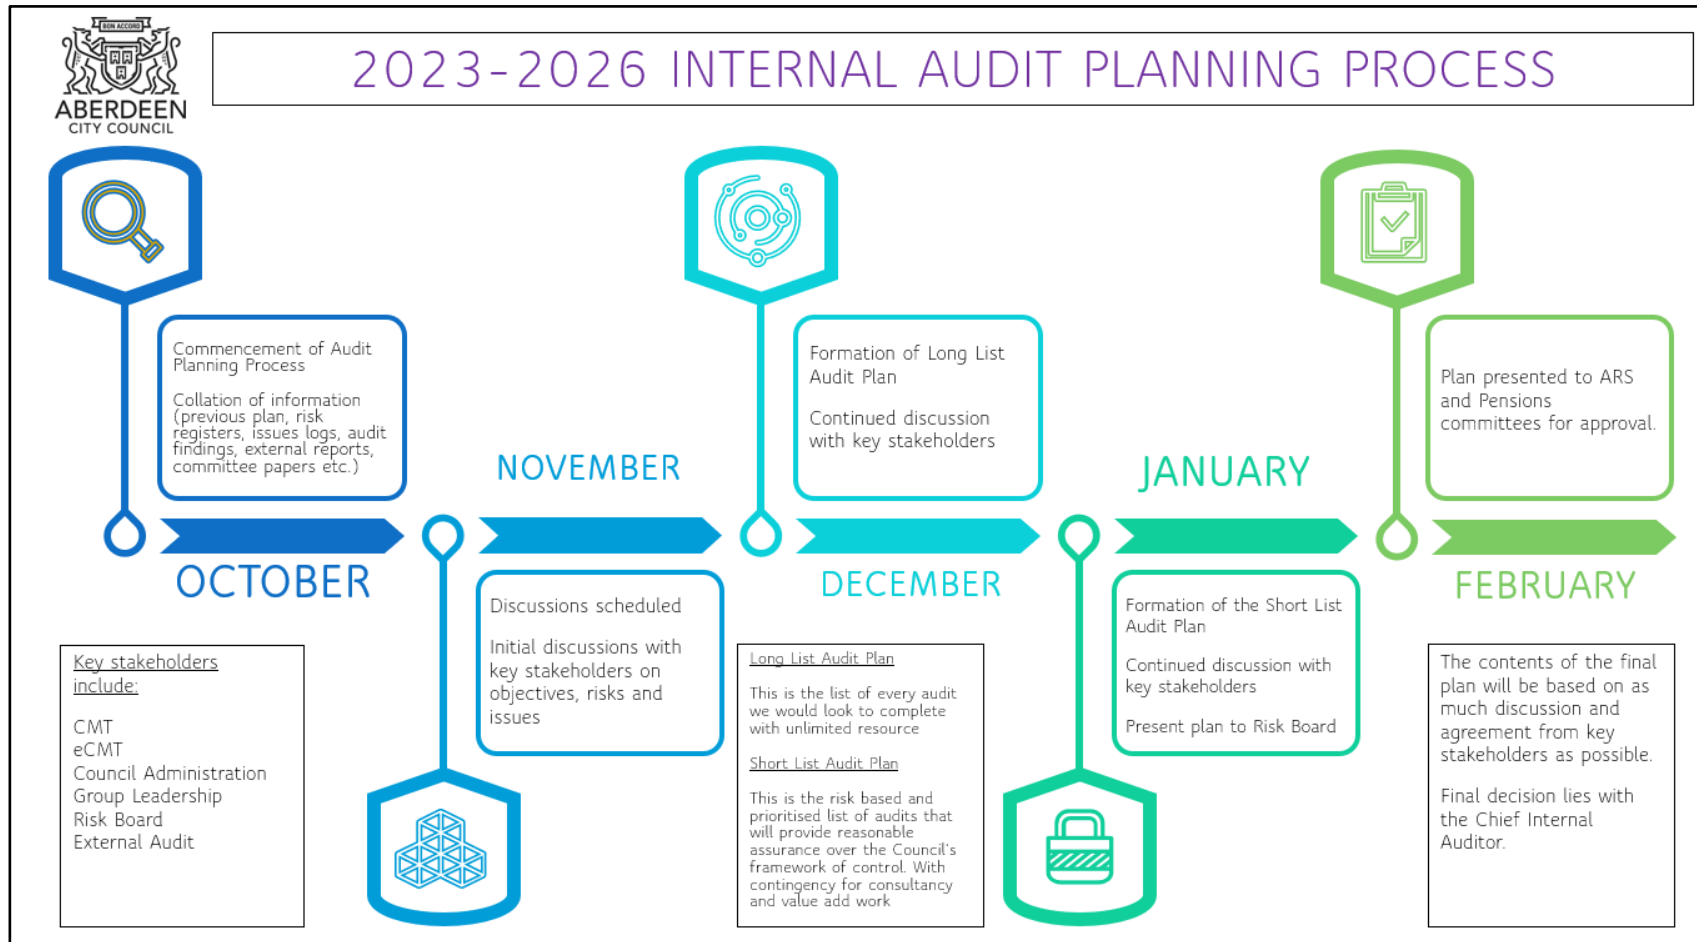 BON ACCORD
ABERDEEN
CITY COUNCIL
2023-2026 INTERNAL AUDIT PLANNING PROCESS
Commencement of Audit
Planning Process
Collation of information
(previous plan, risk
registers, issues logs, audit
findings, external reports,
committee papers etc.)
OCTOBER
NOVEMBER
Discussions scheduled
Initial discussions with
key stakeholders on
objectives, risks and
issues
Formation of Long List
Audit Plan
Continued discussion
with key stakeholders
DECEMBER
JANUARY
Formation of the Short List
Audit Plan
Continued discussion with
key stakeholders
Present plan to Risk Board
Plan presented to ARS
and Pensions
committees for approval.
FEBRUARY
Key stakeholders
include:
CMT
eCMT
Council Administration
Group Leadership
Risk Board
External Audit
Long List Audit Plan
This is the list of every audit
we would look to complete
with unlimited resource
Short List Audit Plan
This is the risk based and
prioritised list of audits that
will provide reasonable
assurance over the Council's
framework of control. With
contingency for consultancy
and value add work
The contents of the final
plan will be based on as
much discussion and
agreement from key
stakeholders as possible.
Final decision lies with
the Chief Internal
Auditor.